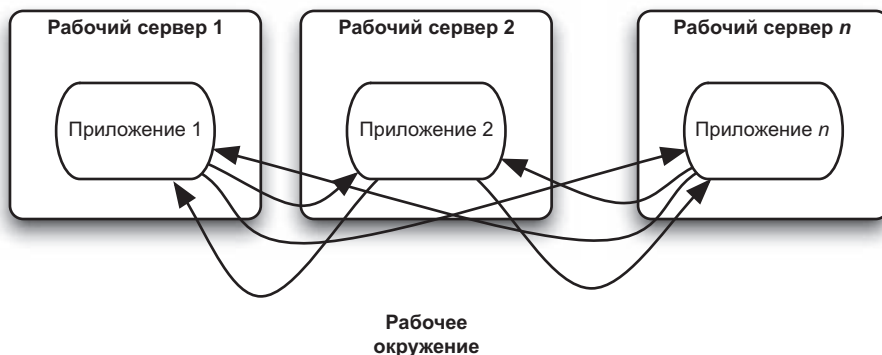 Рабочий сервер 1
Рабочий сервер 2
Рабочий сервер n
Приложение 1
Приложение 2
Приложение n
Рабочее
окружение